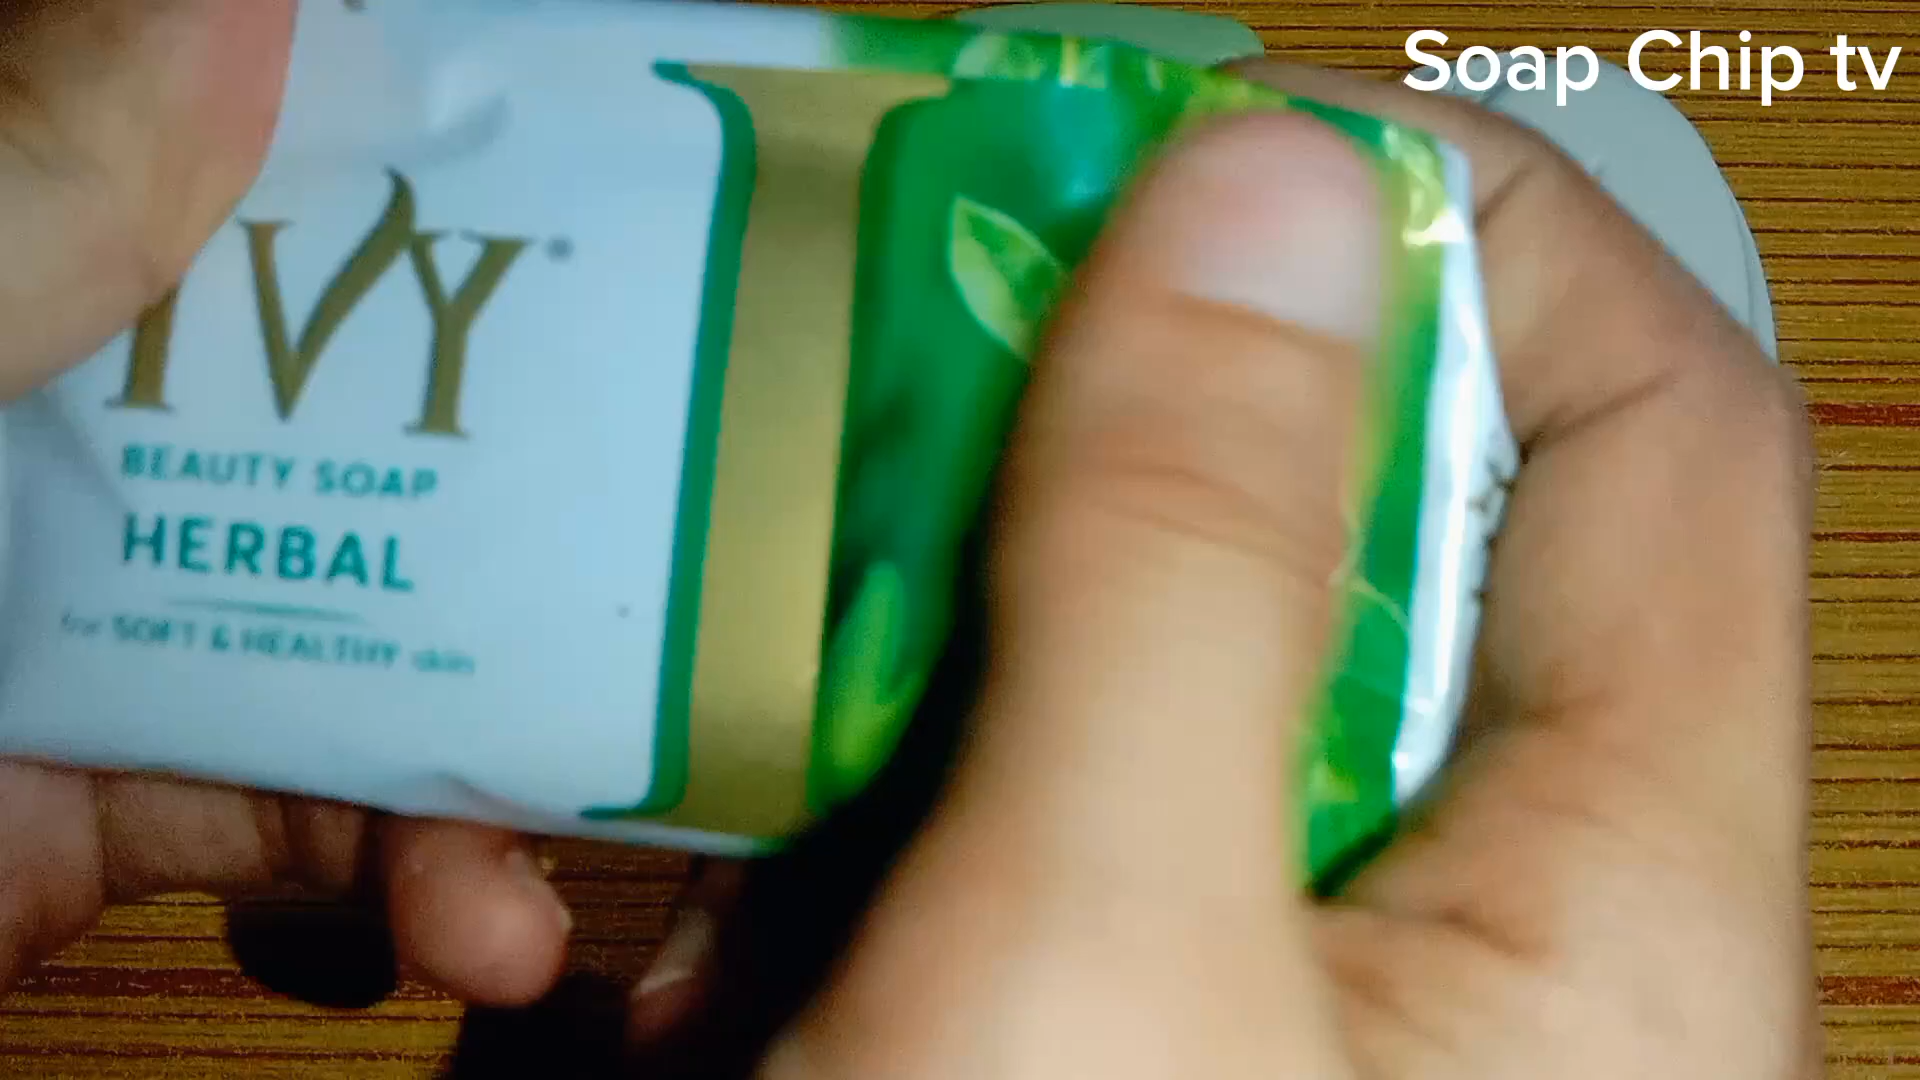 Soap Chip tv
IVY
BEAUTY SOAP
HERBAL
for SOFT & HEALTHY skin